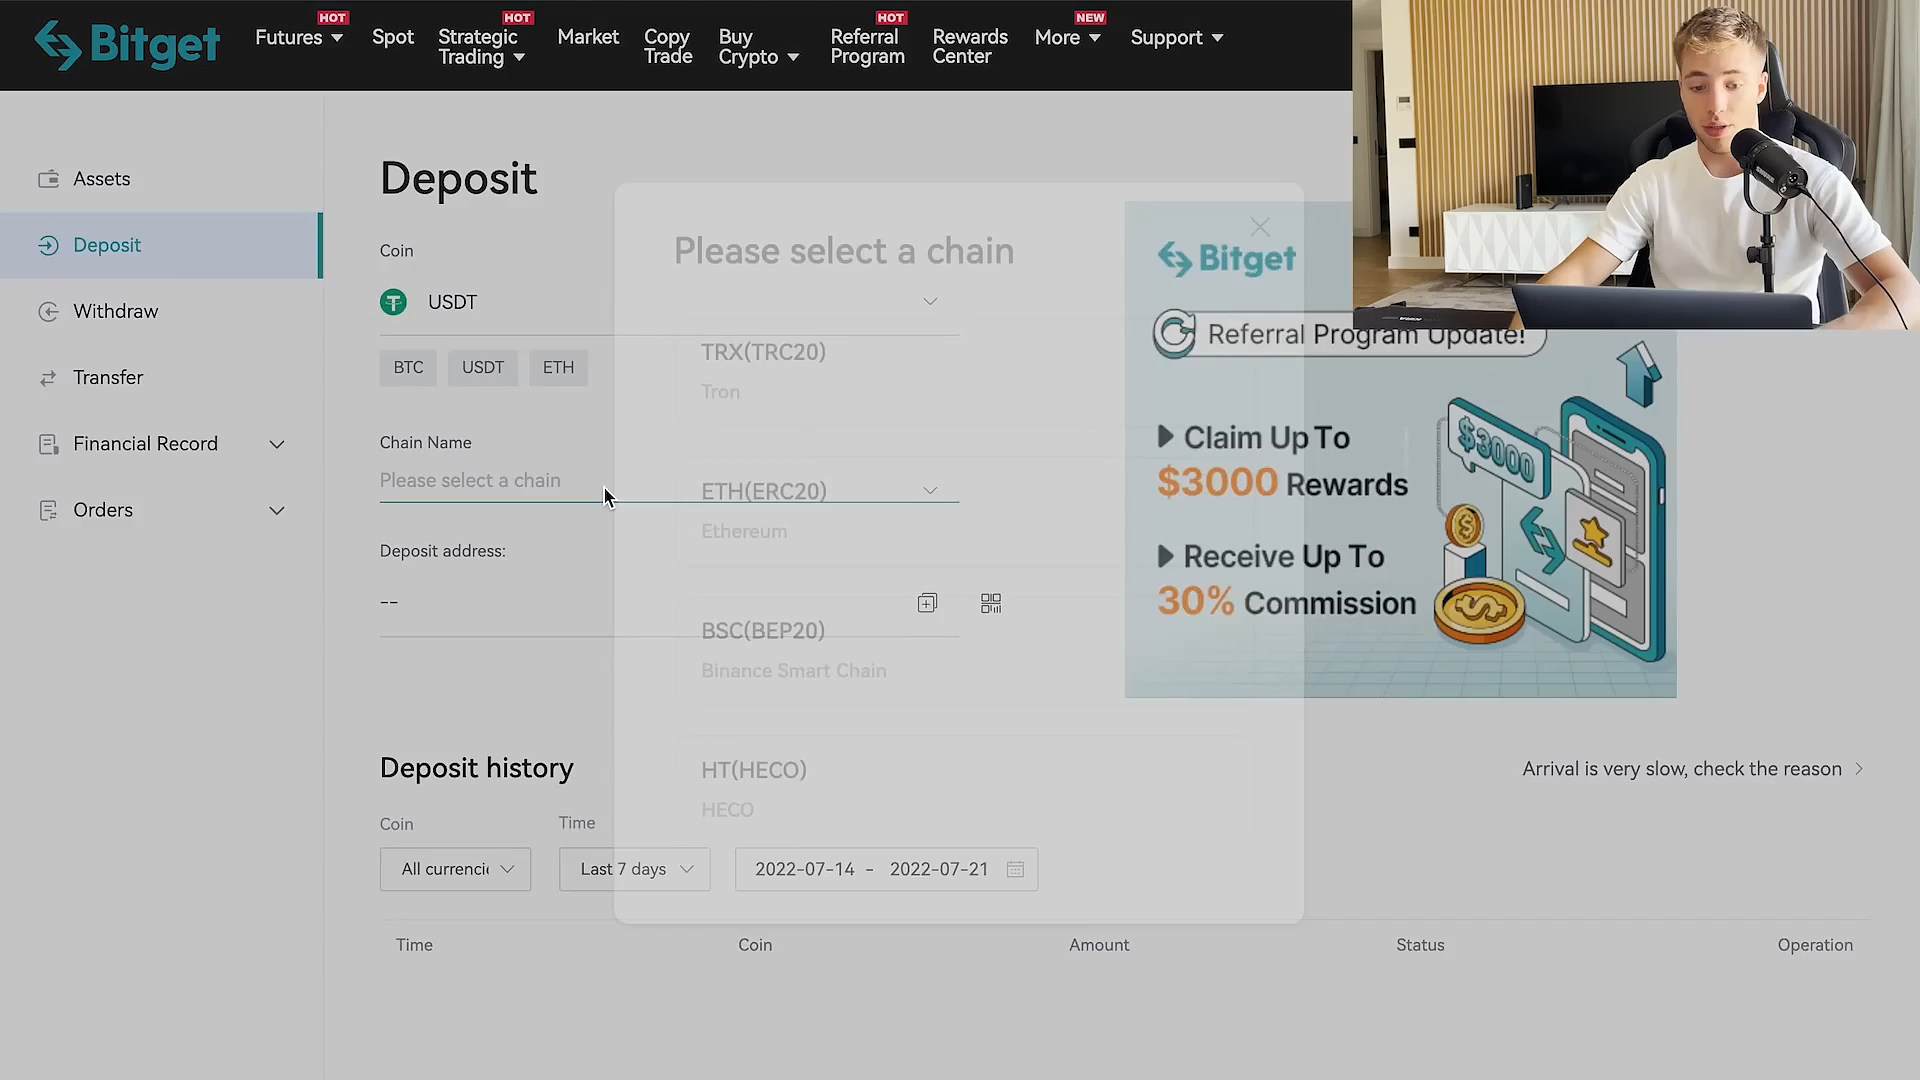 Bitget
Futures
HOT
Spot
Strategic
Trading
HOT
Market
Copy
Trade
Buy
Crypto
Referral
Program
HOT
Rewards
Center
More
NEW
Support
Assets
Deposit
Withdraw
Transfer
Financial Record
Orders
Deposit
Coin
USDT
BTC
USDT
ETH
Chain Name
Please select a chain
Deposit address:
--
Please select a chain
TRX(TRC20)
Tron
ETH(ERC20)
Ethereum
BSC(BEP20)
Binance Smart Chain
HT(HECO)
HECO
Bitget
Referral Program Update!
Claim Up To
$3000 Rewards
Receive Up To
30% Commission
$3000
SHURE
Deposit history
Arrival is very slow, check the reason
Coin
Time
All currenci
Last 7 days
2022-07-14 - 2022-07-21
Time
Coin
Amount
Status
Operation